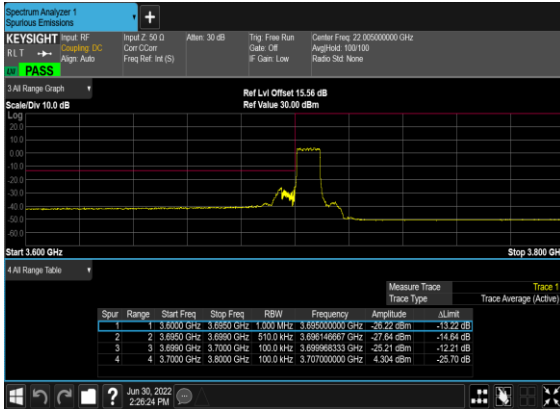 Spectrum Analyzer 1
Spurious Emissions
+
KEYSIGHT Input: RF Input Z: 50 Ω Atten: 30 dB Trig: Free Run Center Freq: 22.005000000 GHz
RLT Coupling: DC Corr CCorr Gate: Off Avg|Hold: 100/100
Align: Auto Freq Ref: Int (S) IF Gain: Low Radio Std: None
PASS
3 All Range Graph
Ref Lvl Offset 15.56 dB
Scale/Div 10.0 dB Ref Value 30.00 dBm
Log
20.0
10.0
0.00
-10.0
-20.0
-30.0
-40.0
-50.0
-60.0
Start 3.600 GHz Stop 3.800 GH
4 All Range Table
Measure Trace Trace 1
Trace Type Trace Average (Active)
Spur Range Start Freq Stop Freq RBW Frequency Amplitude ΔLimit
1 1 3.6000 GHz 3.6950 GHz 1.000 MHz 3.695000000 GHz -26.22 dBm -13.22 dB
2 2 3.6950 GHz 3.6990 GHz 510.0 kHz 3.696146667 GHz -27.64 dBm -14.64 dB
3 3 3.6990 GHz 3.7000 GHz 100.0 kHz 3.699968333 GHz -25.21 dBm -12.21 dB
4 4 3.7000 GHz 3.8000 GHz 100.0 kHz 3.707000000 GHz 4.304 dBm -25.70 dB
? Jun 30, 2022
2:26:24 PM